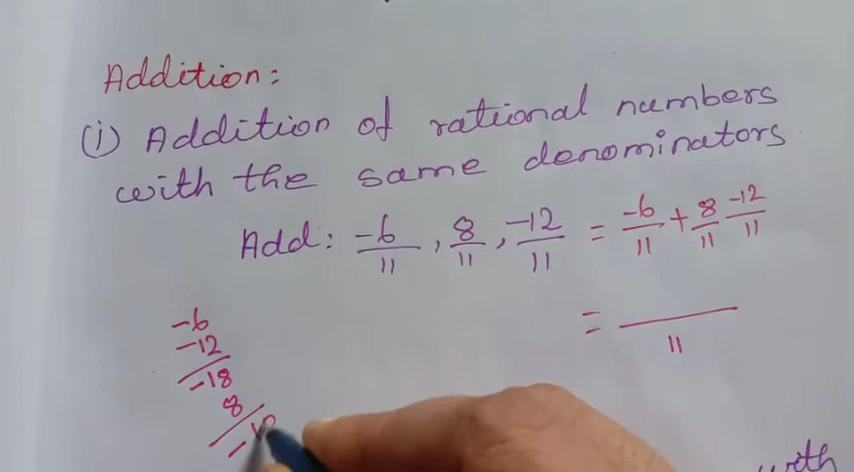 Addition:
(i) Addition of rational numbers
with the same denominators.
Add: -6/11, 8/11, -12/11 = -6/11 + 8/11 -12/11
= /11
-6
-12
-18
8
with